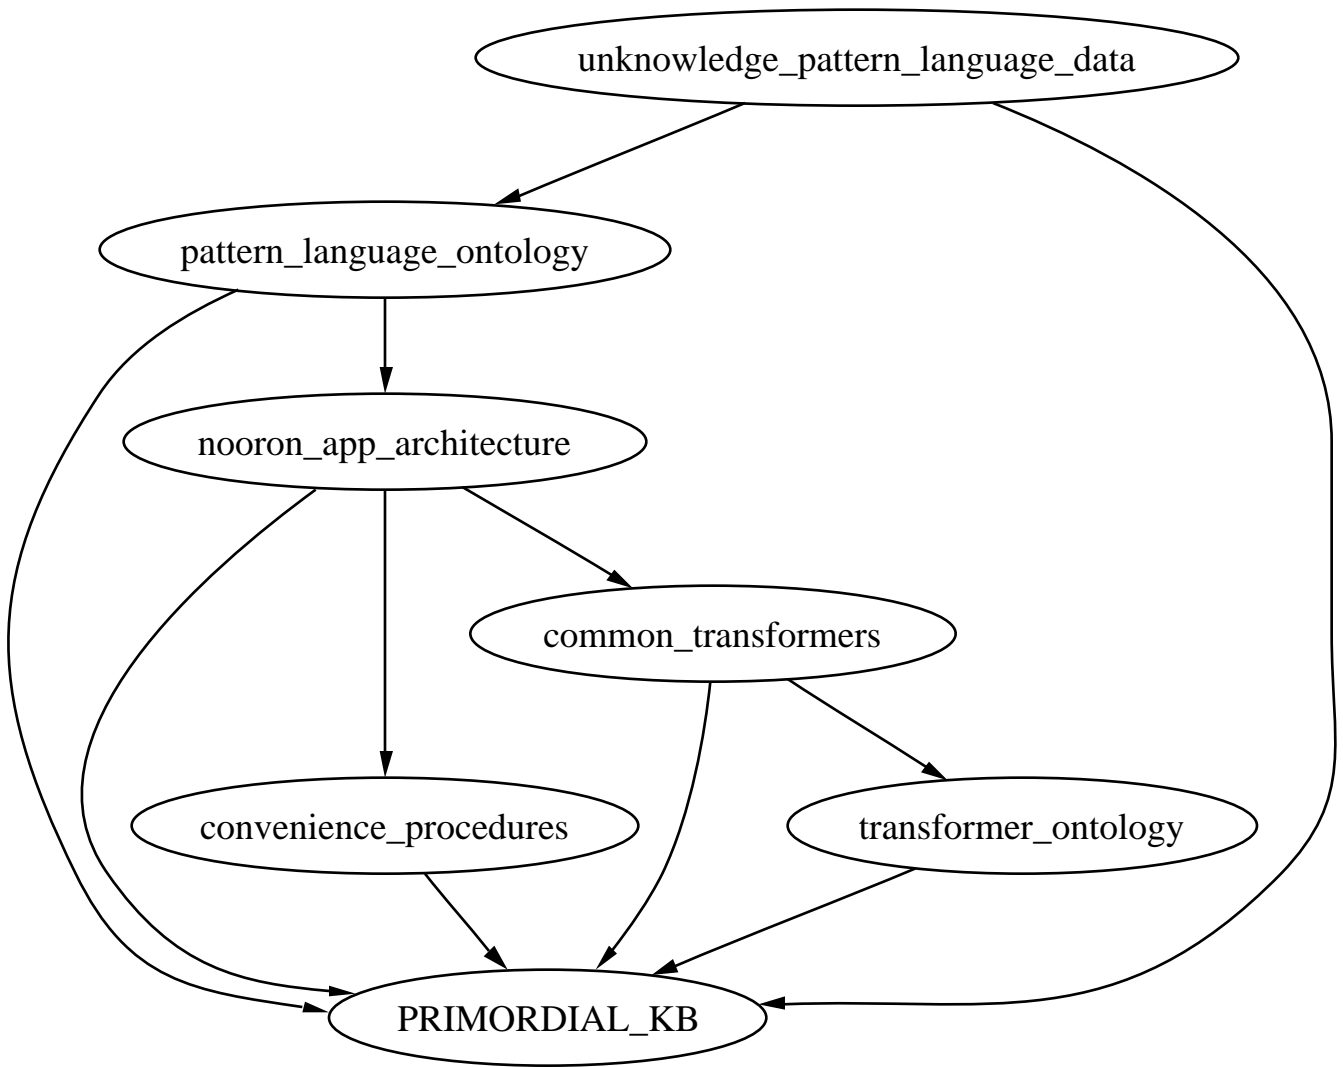 unknowledge_pattern_language_data
pattern_language_ontology
nooron_app_architecture
common_transformers
convenience_procedures
transformer_ontology
PRIMORDIAL_KB